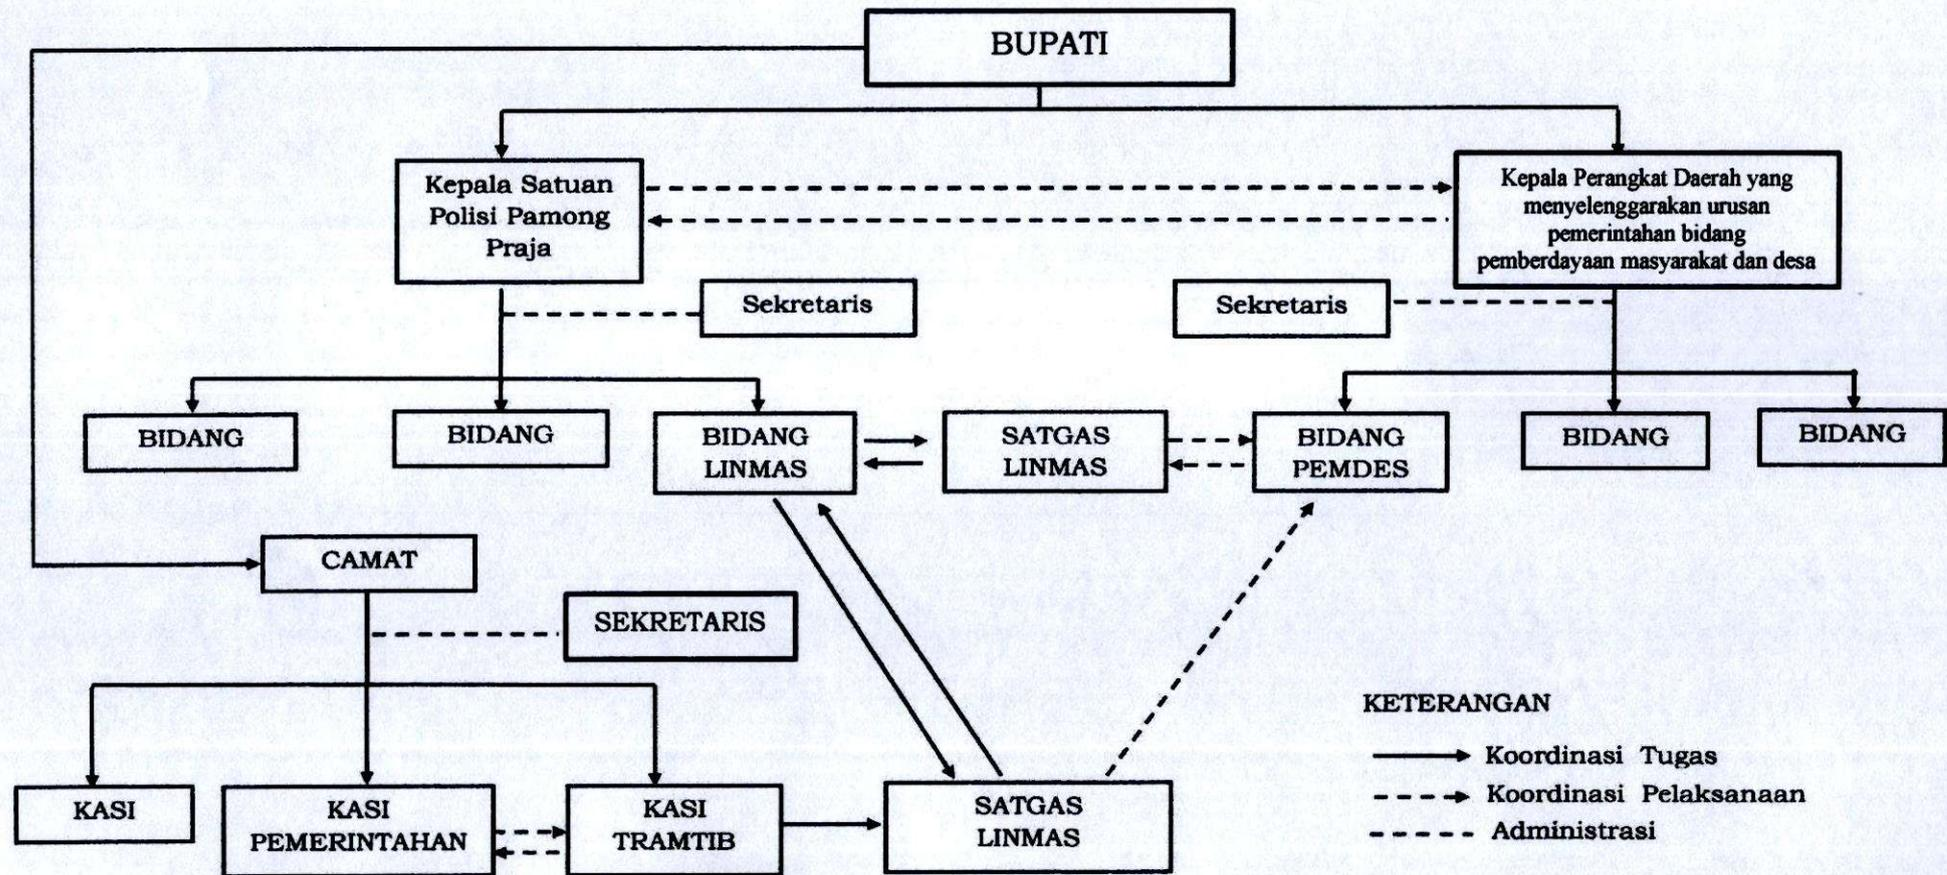 BUPATI
Kepala Satuan
Polisi Pamong
Praja
Kepala Perangkat Daerah yang
menyelenggarakan urusan
pemerintahan bidang
pemberdayaan masyarakat dan desa
Sekretaris
Sekretaris
BIDANG
BIDANG
BIDANG
LINMAS
SATGAS
LINMAS
BIDANG
PEMDES
BIDANG
BIDANG
CAMAT
SEKRETARIS
KASI
KASI
PEMERINTAHAN
KASI
TRAMTIB
SATGAS
LINMAS
KETERANGAN
Koordinasi Tugas
Koordinasi Pelaksanaan
Administrasi